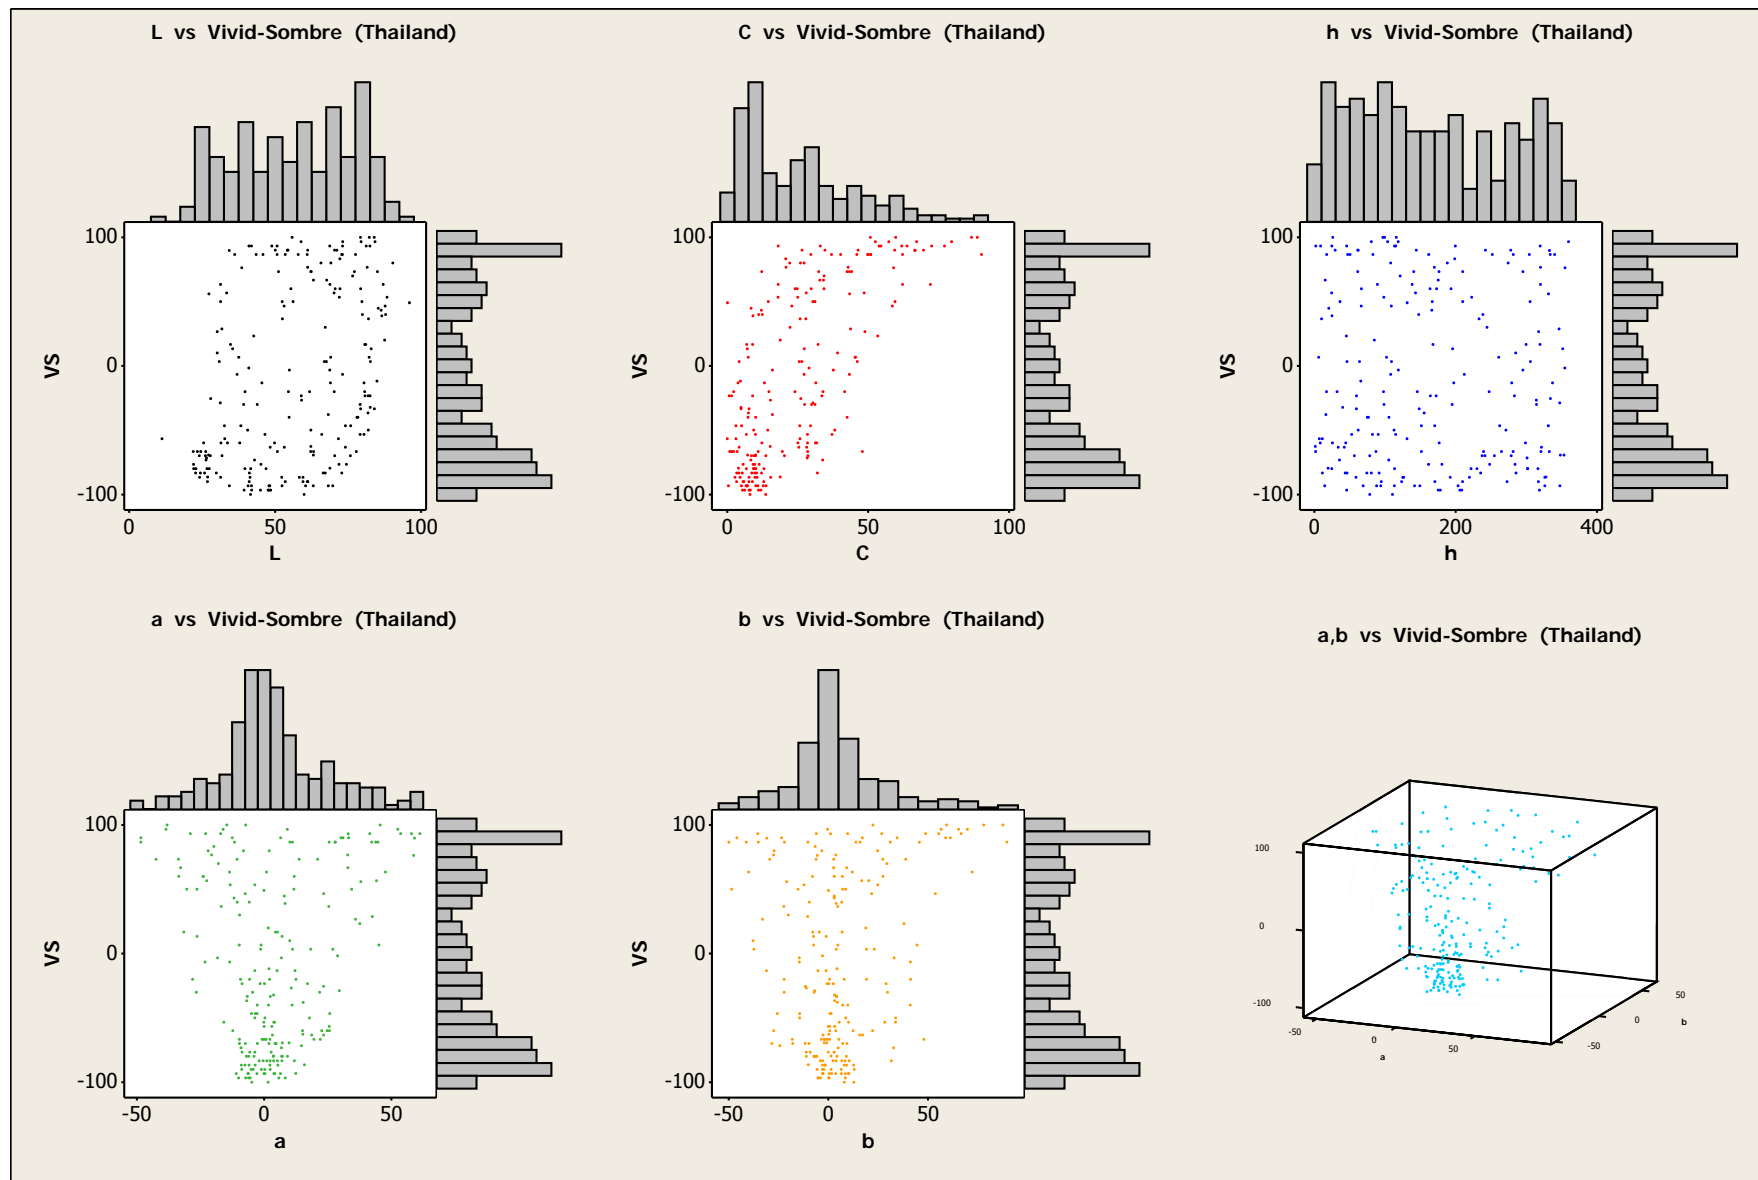 L vs Vivid-Sombre (Thailand)
C vs Vivid-Sombre (Thailand)
h vs Vivid-Sombre (Thailand)
100
0
-100
VS
0 50 100
L
100
0
-100
VS
0 50 100
C
100
0
-100
VS
0 200 400
h
a vs Vivid-Sombre (Thailand)
b vs Vivid-Sombre (Thailand)
a,b vs Vivid-Sombre (Thailand)
100
0
-100
VS
-50 0 50
a
100
0
-100
VS
-50 0 50
b
100
0
-100
-50
0
50
a
-50
0
50
b